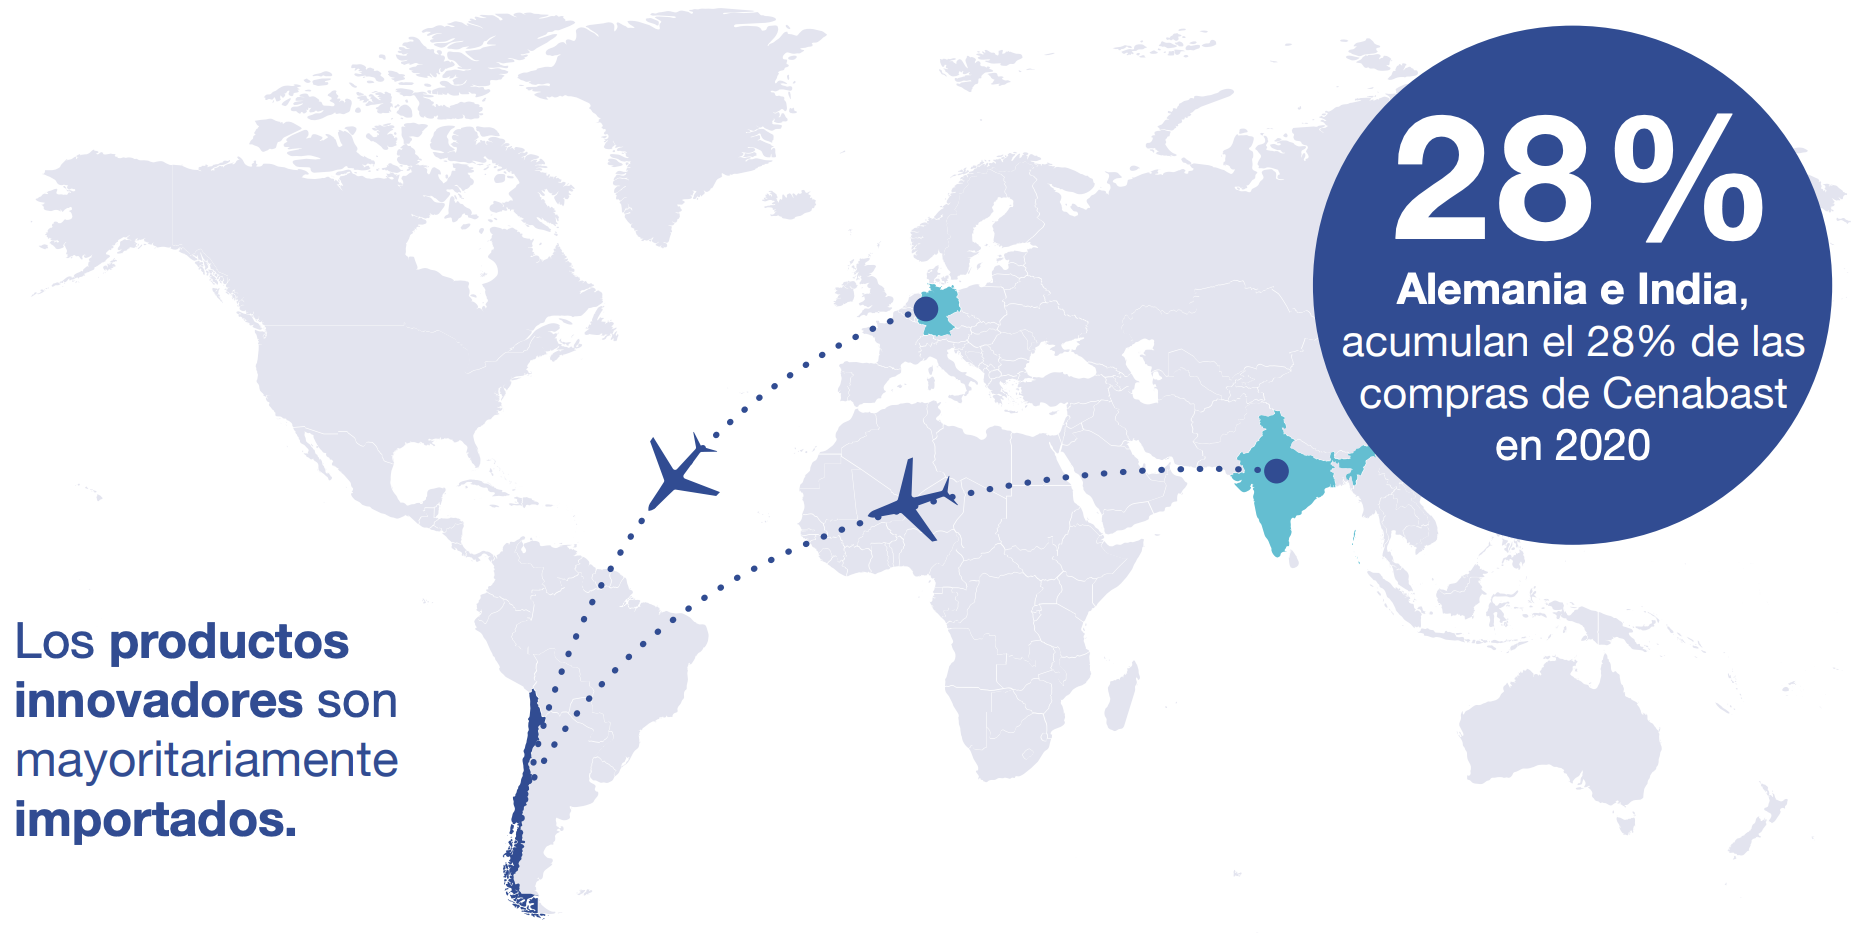 28%
Alemania e India,
acumulan el 28% de las
compras de Cenabast
en 2020
Los productos
innovadores son
mayoritariamente
importados.